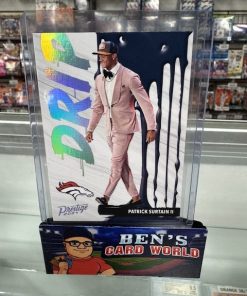 DRIP
PATRICK SURTAIN II
Prestige
BEN'S
CARD WORLD